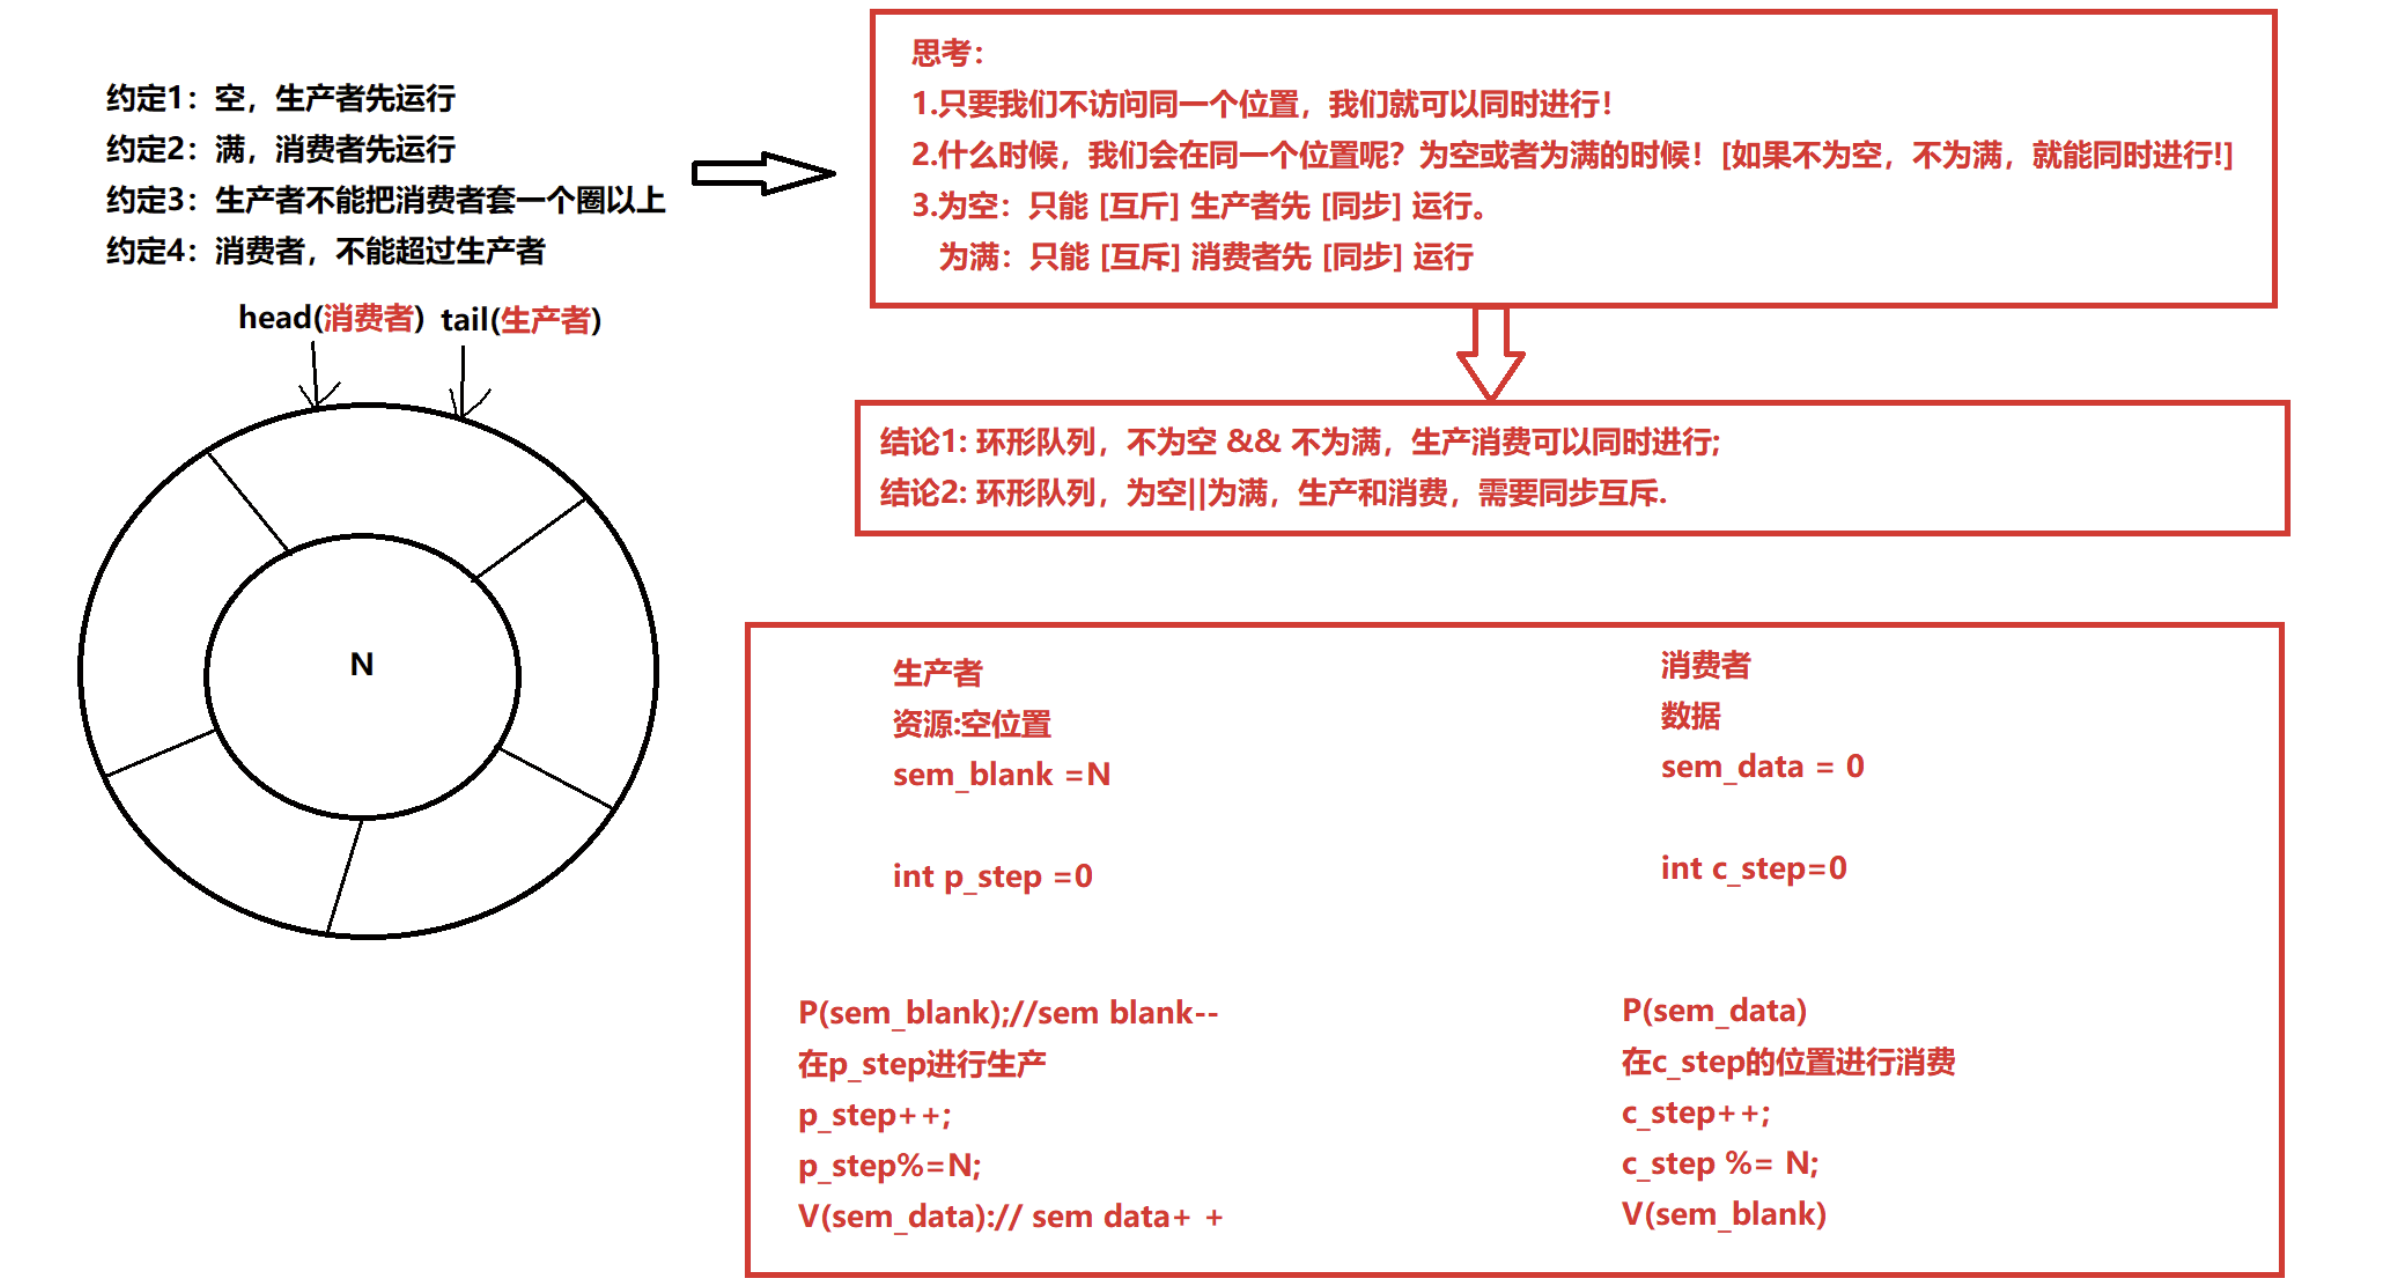 约定1：空，生产者先运行
约定2：满，消费者先运行
约定3：生产者不能把消费者套一个圈以上
约定4：消费者，不能超过生产者
head(消费者) tail(生产者)
N
思考：
1.只要我们不访问同一个位置，我们就可以同时进行！
2.什么时候，我们会在同一个位置呢？为空或者为满的时候！[如果不为空，不为满，就能同时进行!]
3.为空：只能 [互斥] 生产者先 [同步] 运行。
为满：只能 [互斥] 消费者先 [同步] 运行
结论1: 环形队列，不为空 && 不为满，生产消费可以同时进行;
结论2: 环形队列，为空||为满，生产和消费，需要同步互斥.
生产者
资源:空位置
sem_blank =N
int p_step =0
P(sem_blank);//sem blank--
在p_step进行生产
p_step++;
p_step%=N;
V(sem_data):// sem data+ +
消费者
数据
sem_data = 0
int c_step=0
P(sem_data)
在c_step的位置进行消费
c_step++;
c_step %= N;
V(sem_blank)